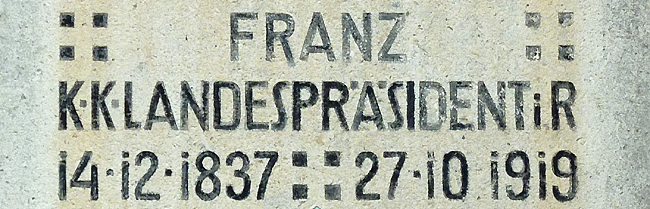 FRANZ
K·K·LANDESPRÄSIDENT i.R
14·12·1837 27·10 1919